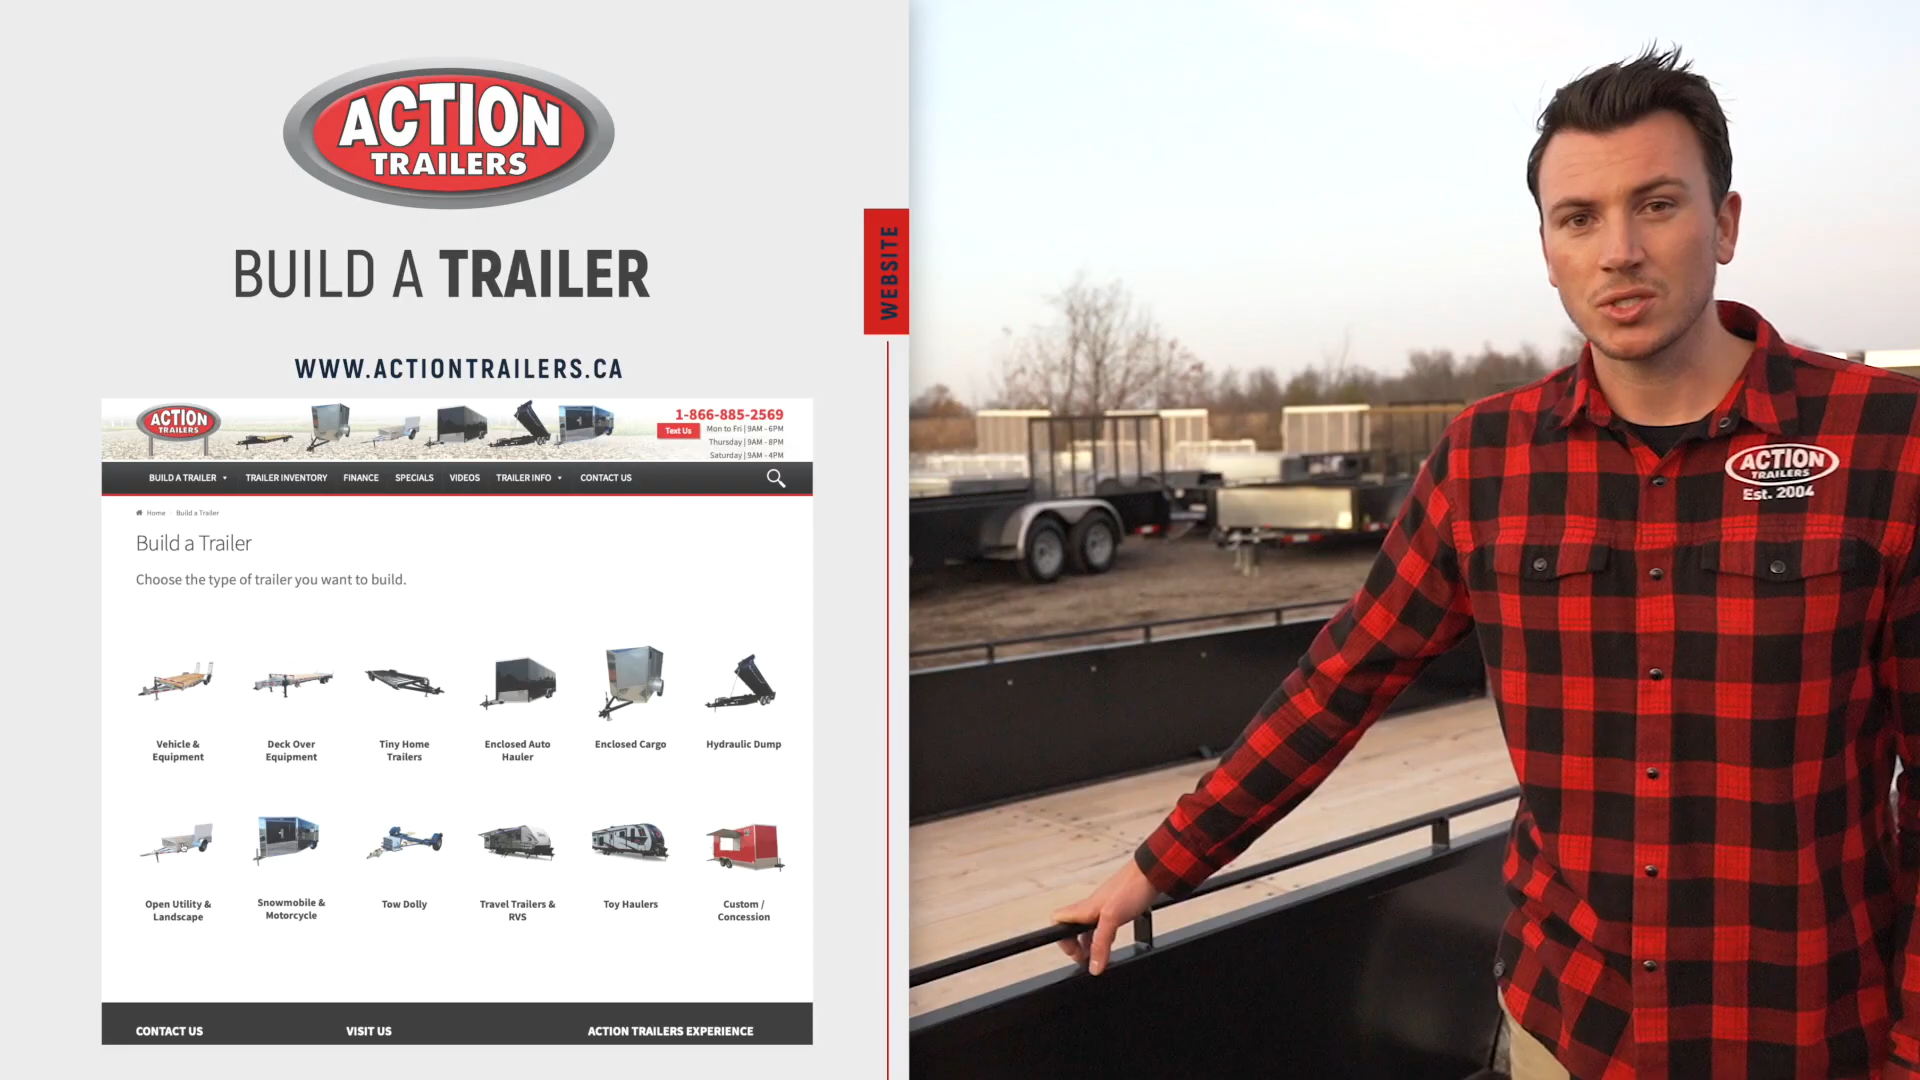 ACTION
TRAILERS
BUILD A TRAILER
WWW.ACTIONTRAILERS.CA
WEBSITE
ACTION
TRAILERS
1-866-885-2569
Text Us
Mon to Fri | 9AM - 6PM
Thursday | 9AM - 8PM
Saturday | 9AM - 4PM
BUILD A TRAILER
TRAILER INVENTORY
FINANCE
SPECIALS
VIDEOS
TRAILER INFO
CONTACT US
Home
Build a Trailer
Build a Trailer
Choose the type of trailer you want to build.
Vehicle &
Equipment
Deck Over
Equipment
Tiny Home
Trailers
Enclosed Auto
Hauler
Enclosed Cargo
Hydraulic Dump
Open Utility &
Landscape
Snowmobile &
Motorcycle
Tow Dolly
Travel Trailers &
RVS
Toy Haulers
Custom /
Concession
CONTACT US
VISIT US
ACTION TRAILERS EXPERIENCE
ACTION
TRAILERS
Est. 2004